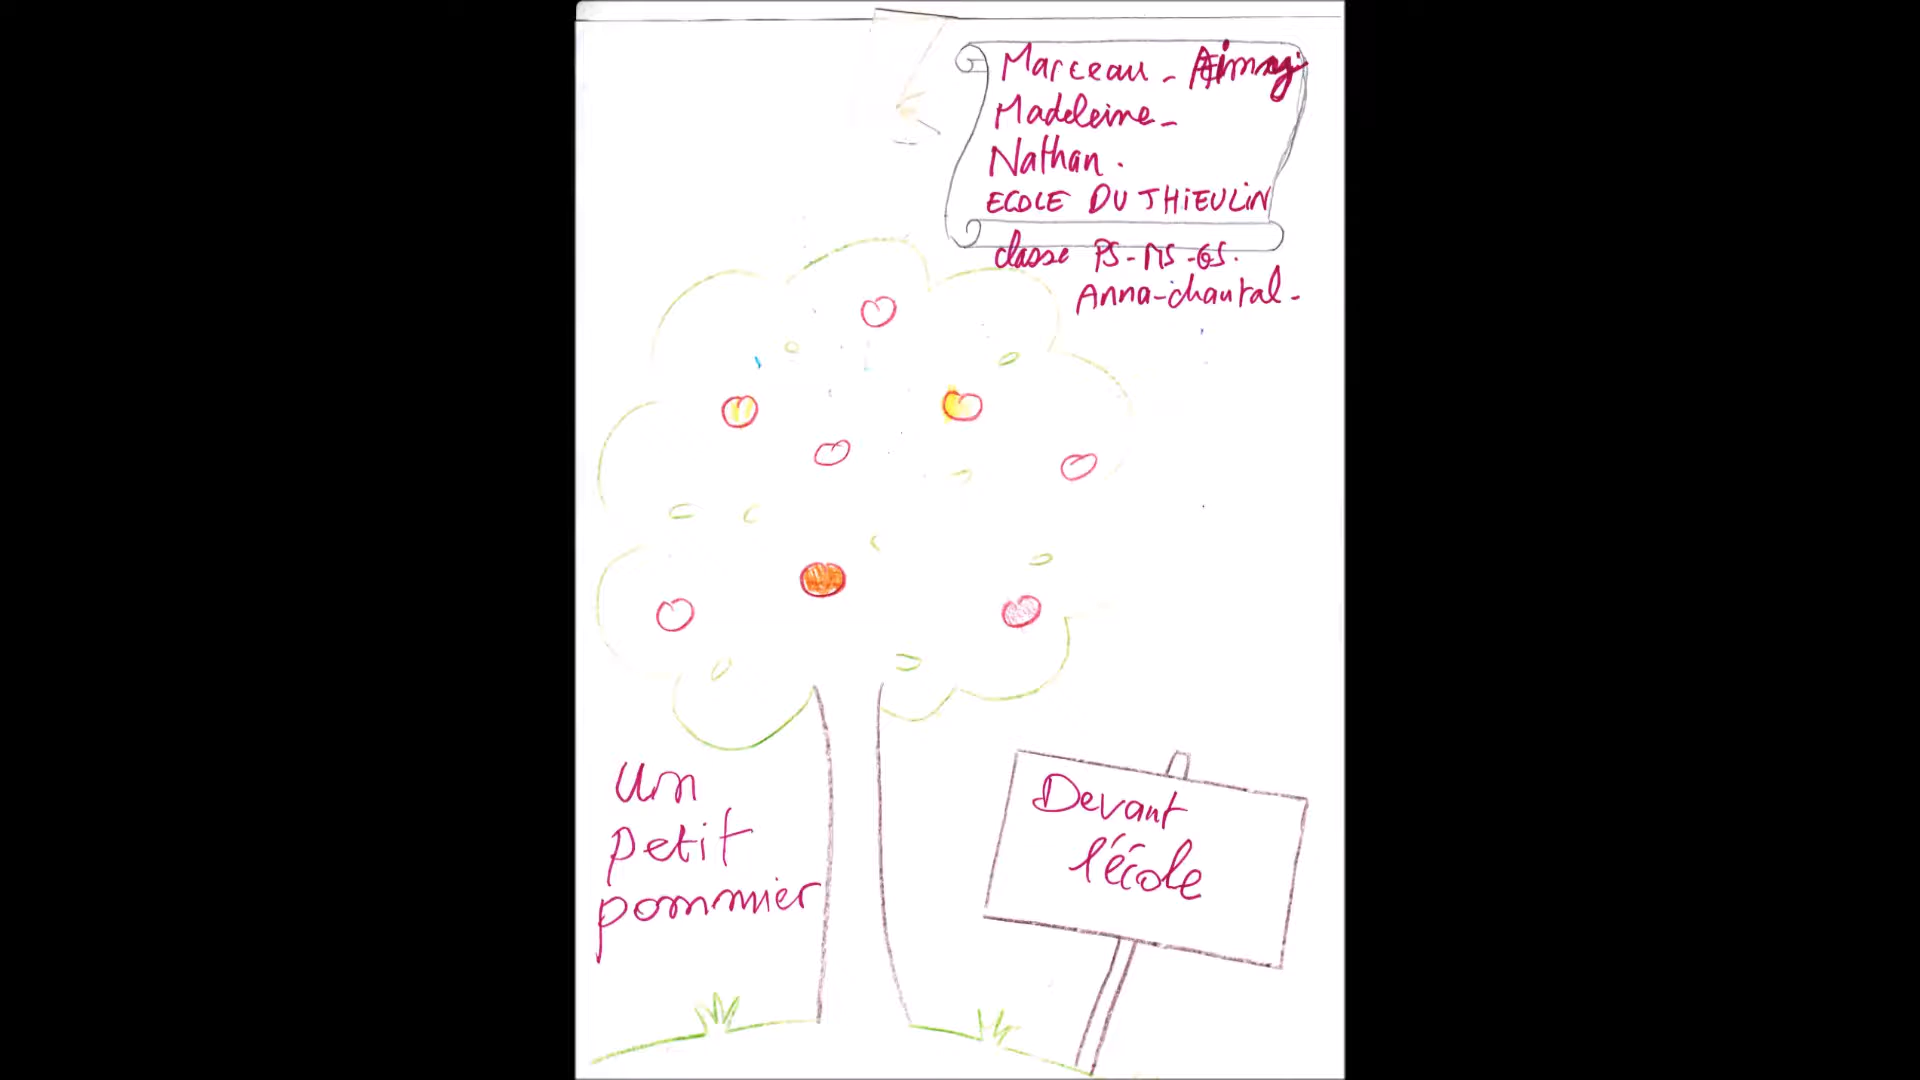 Marceau - 
Madeleine -
Nathan.
ECOLE DU THIEULIN
classe PS-MS-GS.
Anna-chantal -
Un
petit
pommier
Devant
l'école